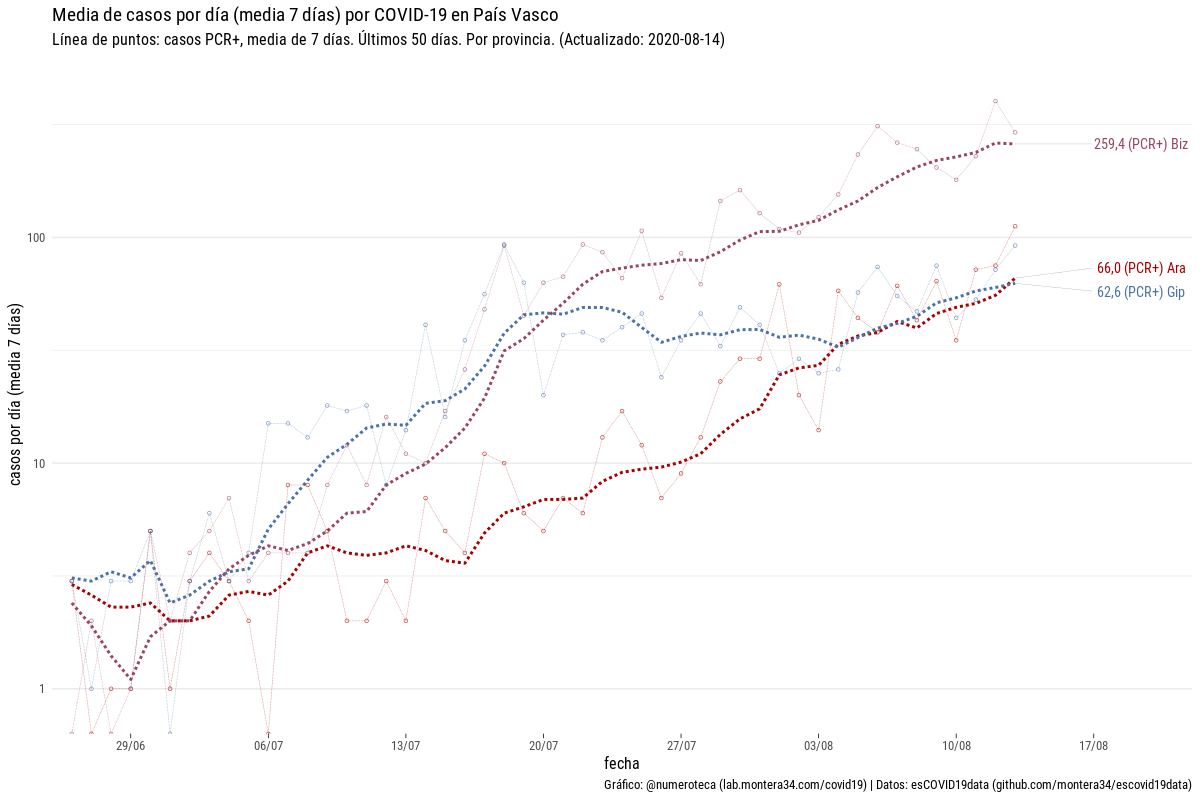 Media de casos por día (media 7 días) por COVID-19 en País Vasco
Línea de puntos: casos PCR+, media de 7 días. Últimos 50 días. Por provincia. (Actualizado: 2020-08-14)
casos por día (media 7 días)
100
10
1
259,4 (PCR+) Biz
66,0 (PCR+) Ara
62,6 (PCR+) Gip
29/06
06/07
13/07
20/07
27/07
03/08
10/08
17/08
fecha
Gráfico: @numeroteca (lab.montera34.com/covid19) | Datos: esCOVID19data (github.com/montera34/escovid19data)